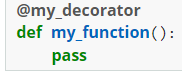 @my_decorator
def my_function():
    pass